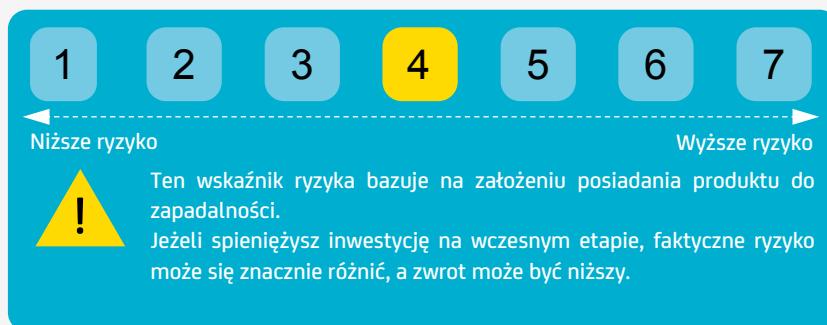 1 2 3 4 5 6 7
Niższe ryzyko Wyższe ryzyko
!
Ten wskaźnik ryzyka bazuje na założeniu posiadania produktu do
zapadalności.
Jeżeli spieniężysz inwestycję na wczesnym etapie, faktyczne ryzyko
może się znacznie różnić, a zwrot może być niższy.